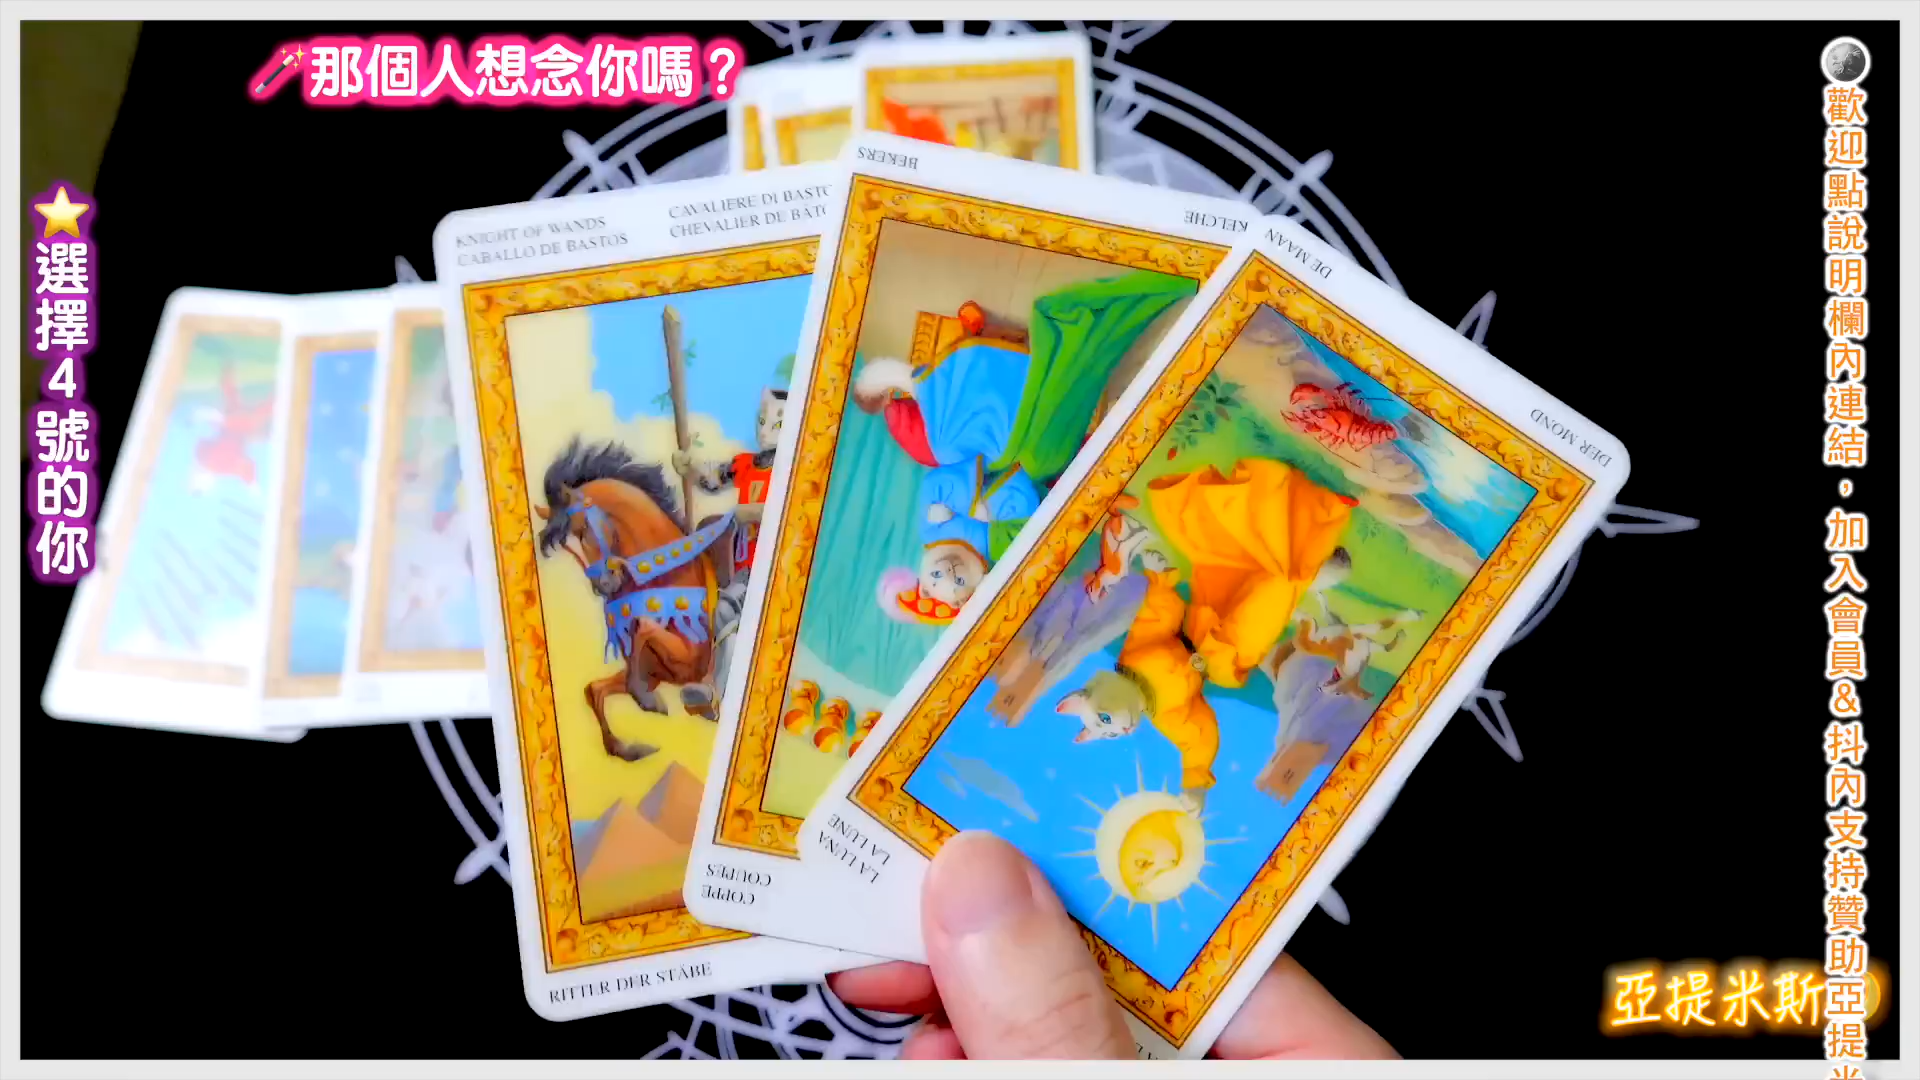 那個人想念你嗎？
選擇4號的你
歡迎點說明欄內連結，加入會員&抖內支持贊助亞提米
亞提米斯
KNIGHT OF WANDS
CABALLO DE BASTOS
CAVALIERE DI BASTO
CHEVALIER DE BÂTO
RITTER DER STÄBE
BEKERS
KELCHE
COUPES
COPPE
DE MAAN
DER MOND
LA LUNE
LA LUNA